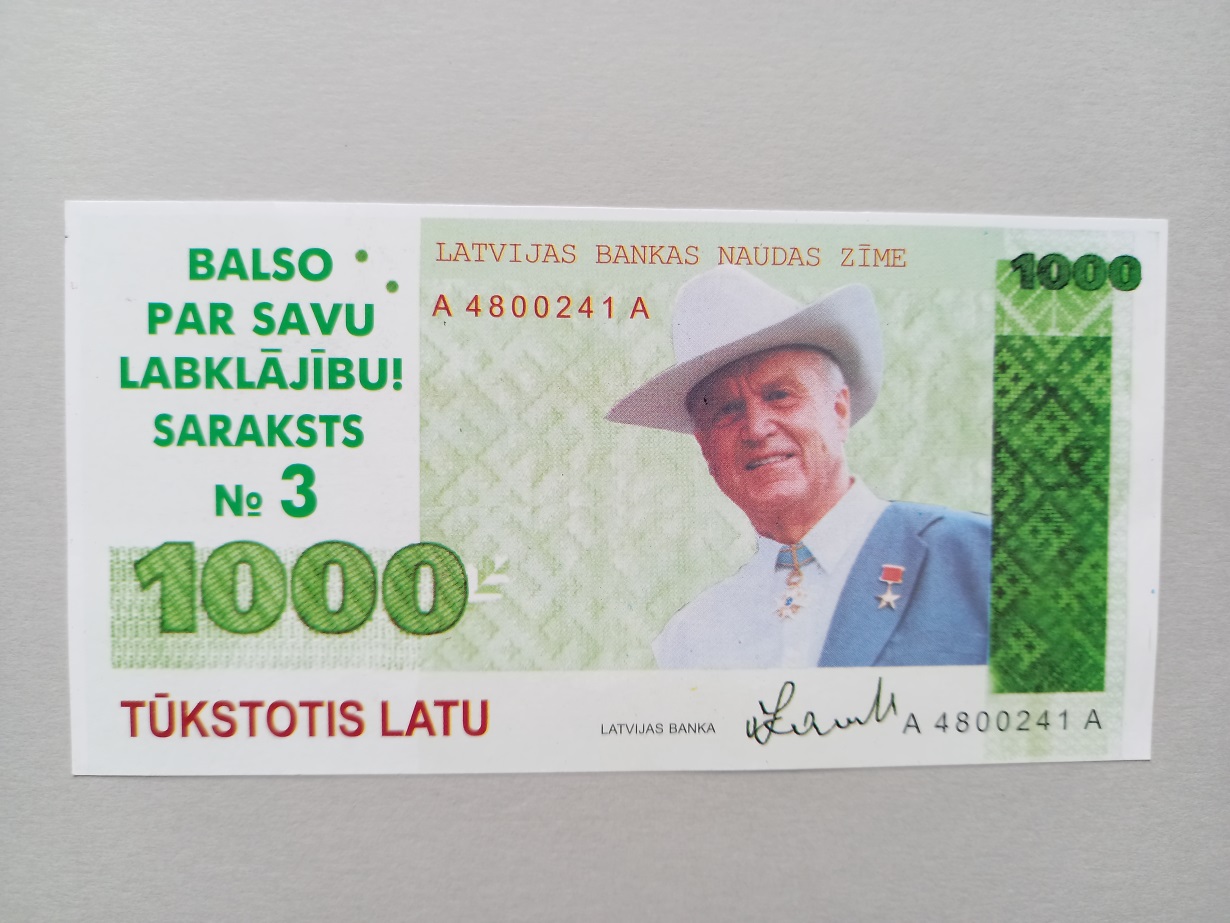 BALSO
PAR SAVU
LABKLĀJĪBU!
SARAKSTS
№ 3
1000
TŪKSTOTIS LATU
LATVIJAS BANKAS NAUDAS ZĪME
A 4800241 A
1000
LATVIJAS BANKA
A 4800241 A